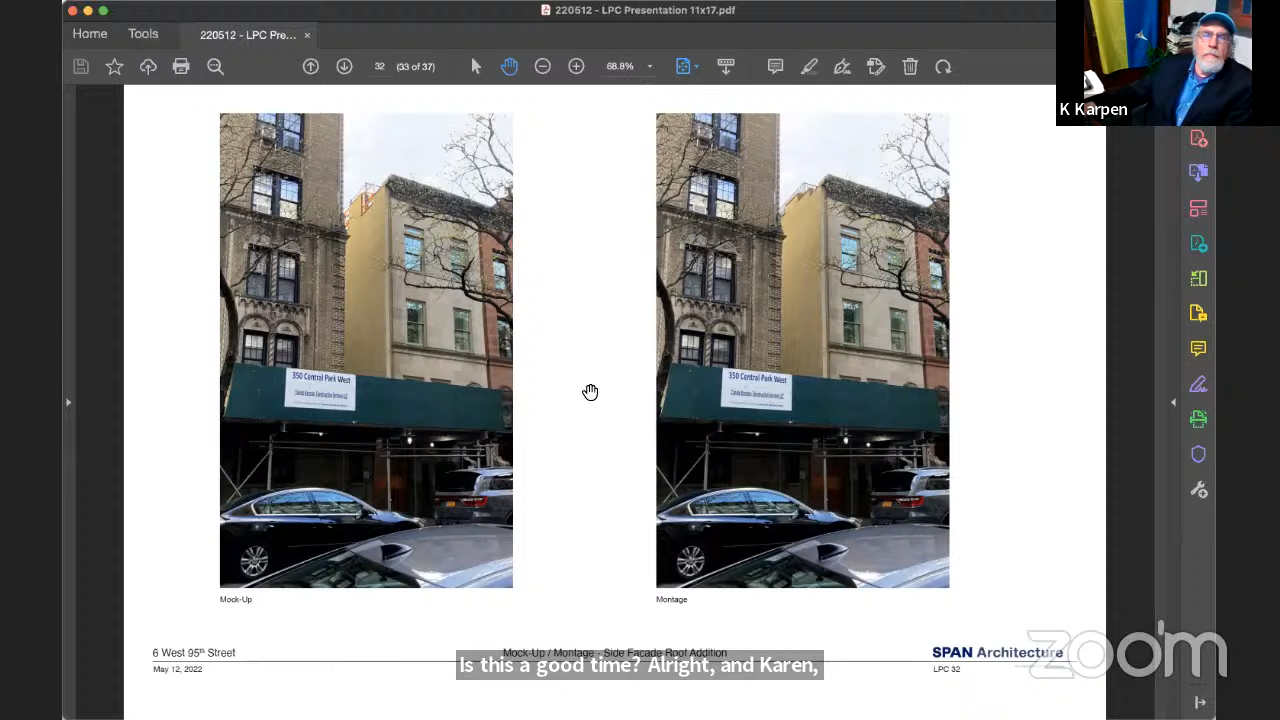 220512 - LPC Presentation 11x17.pdf
Home
Tools
220512 - LPC Pre...
×
32
(33 of 37)
68.8%
K Karpen
350 Central Park West
350 Central Park West
Mock-Up
Montage
6 West 95th Street
Mock-Up / Montage - Side Facade Roof Addition
SPAN Architecture
May 12, 2022
LPC 32
Is this a good time? Alright, and Karen,
zoom